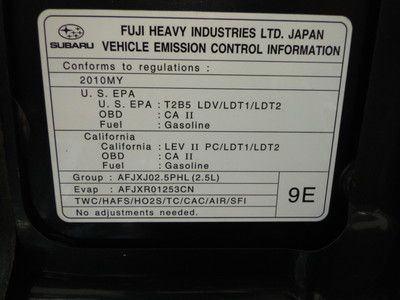 SUBARU
FUJI HEAVY INDUSTRIES LTD. JAPAN
VEHICLE EMISSION CONTROL INFORMATION
Conforms to regulations :
2010MY
U. S. EPA
U. S. EPA : T2B5 LDV/LDT1/LDT2
OBD : CA II
Fuel : Gasoline
California
California : LEV II PC/LDT1/LDT2
OBD : CA II
Fuel : Gasoline
Group : AFJXJ02.5PHL (2.5L)
Evap : AFJXR01253CN
TWC/HAFS/HO2S/TC/CAC/AIR/SFI
No adjustments needed.
9E